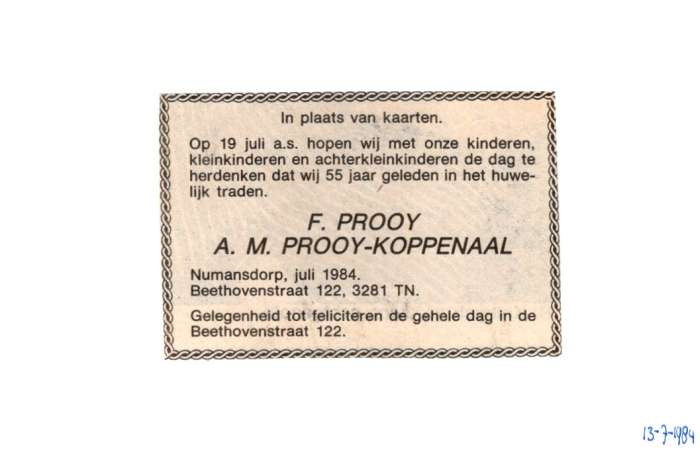 In plaats van kaarten.
Op 19 juli a.s. hopen wij met onze kinderen,
kleinkinderen en achterkleinkinderen de dag te
herdenken dat wij 55 jaar geleden in het huwe-
lijk traden.
F. PROOY
A. M. PROOY-KOPPENAAL
Numansdorp, juli 1984.
Beethovenstraat 122, 3281 TN.
Gelegenheid tot feliciteren de gehele dag in de
Beethovenstraat 122.
13-7-1984